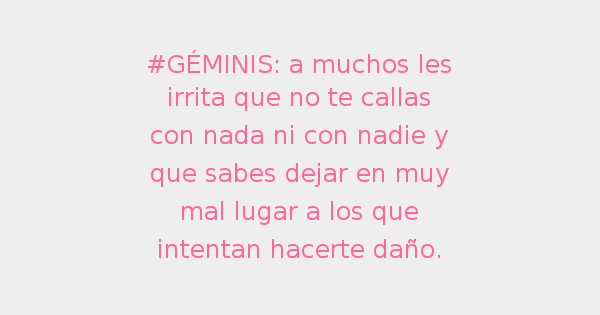 #GÉMINIS: a muchos les
irrita que no te callas
con nada ni con nadie y
que sabes dejar en muy
mal lugar a los que
intentan hacerte daño.